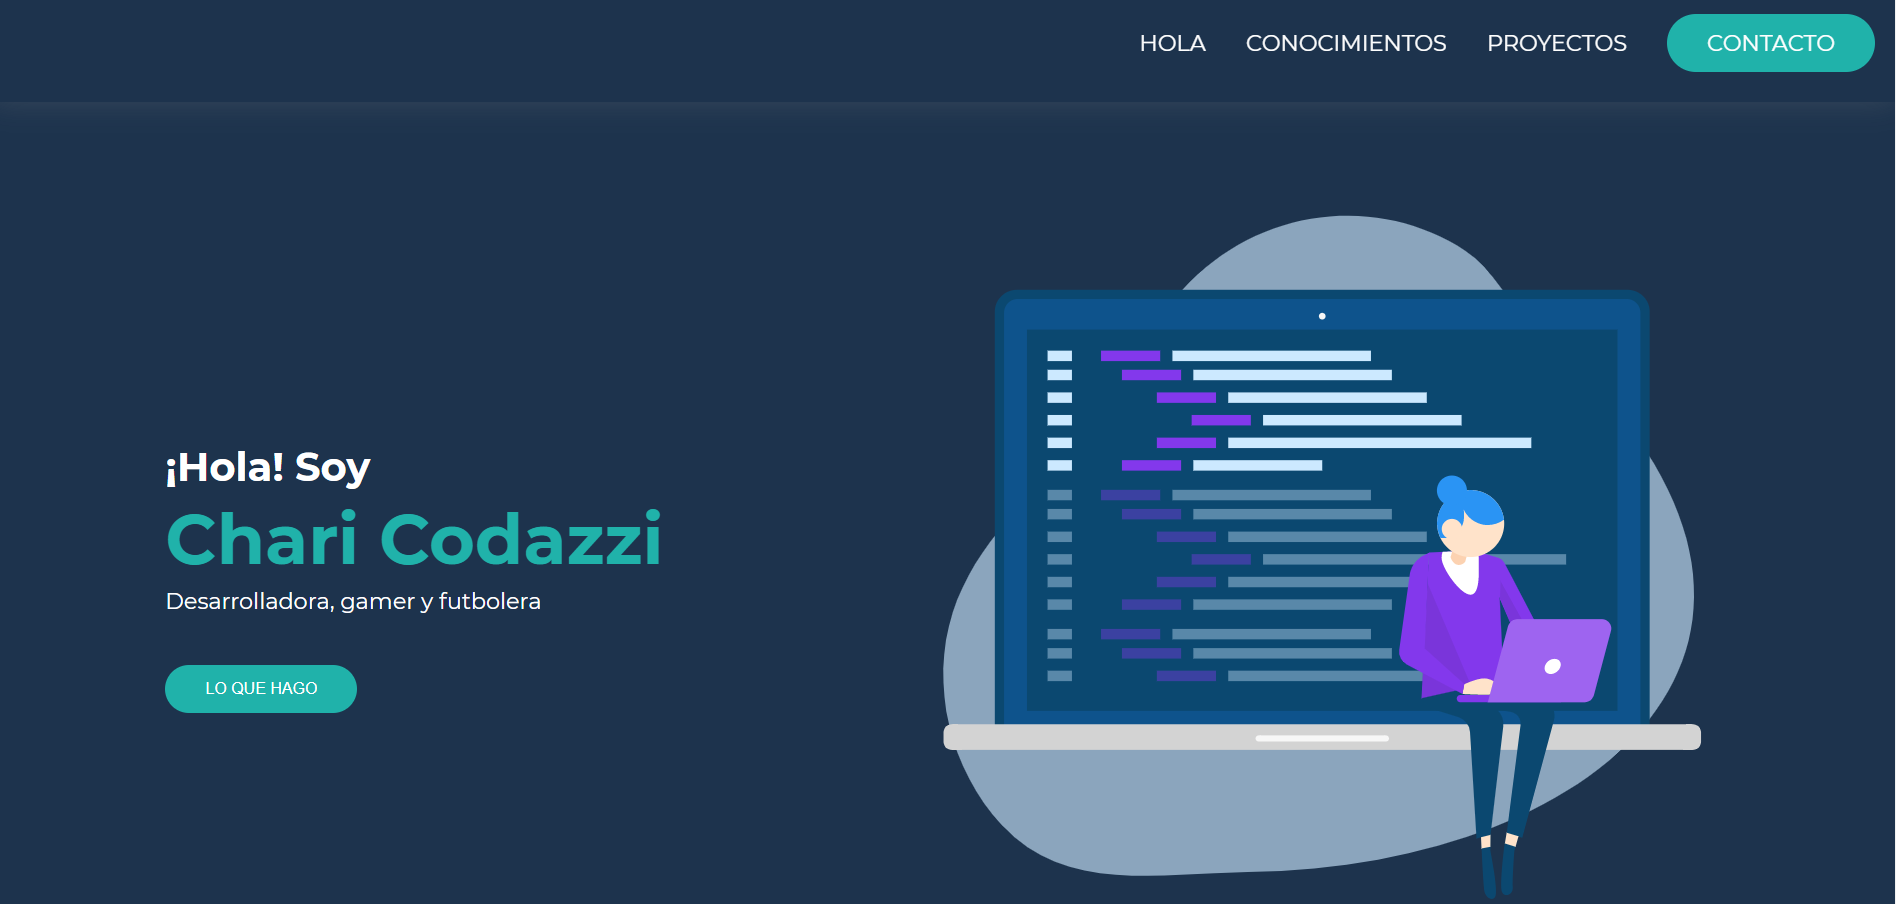 HOLA CONOCIMIENTOS PROYECTOS CONTACTO
¡Hola! Soy
Chari Codazzi
Desarrolladora, gamer y futbolera
LO QUE HAGO